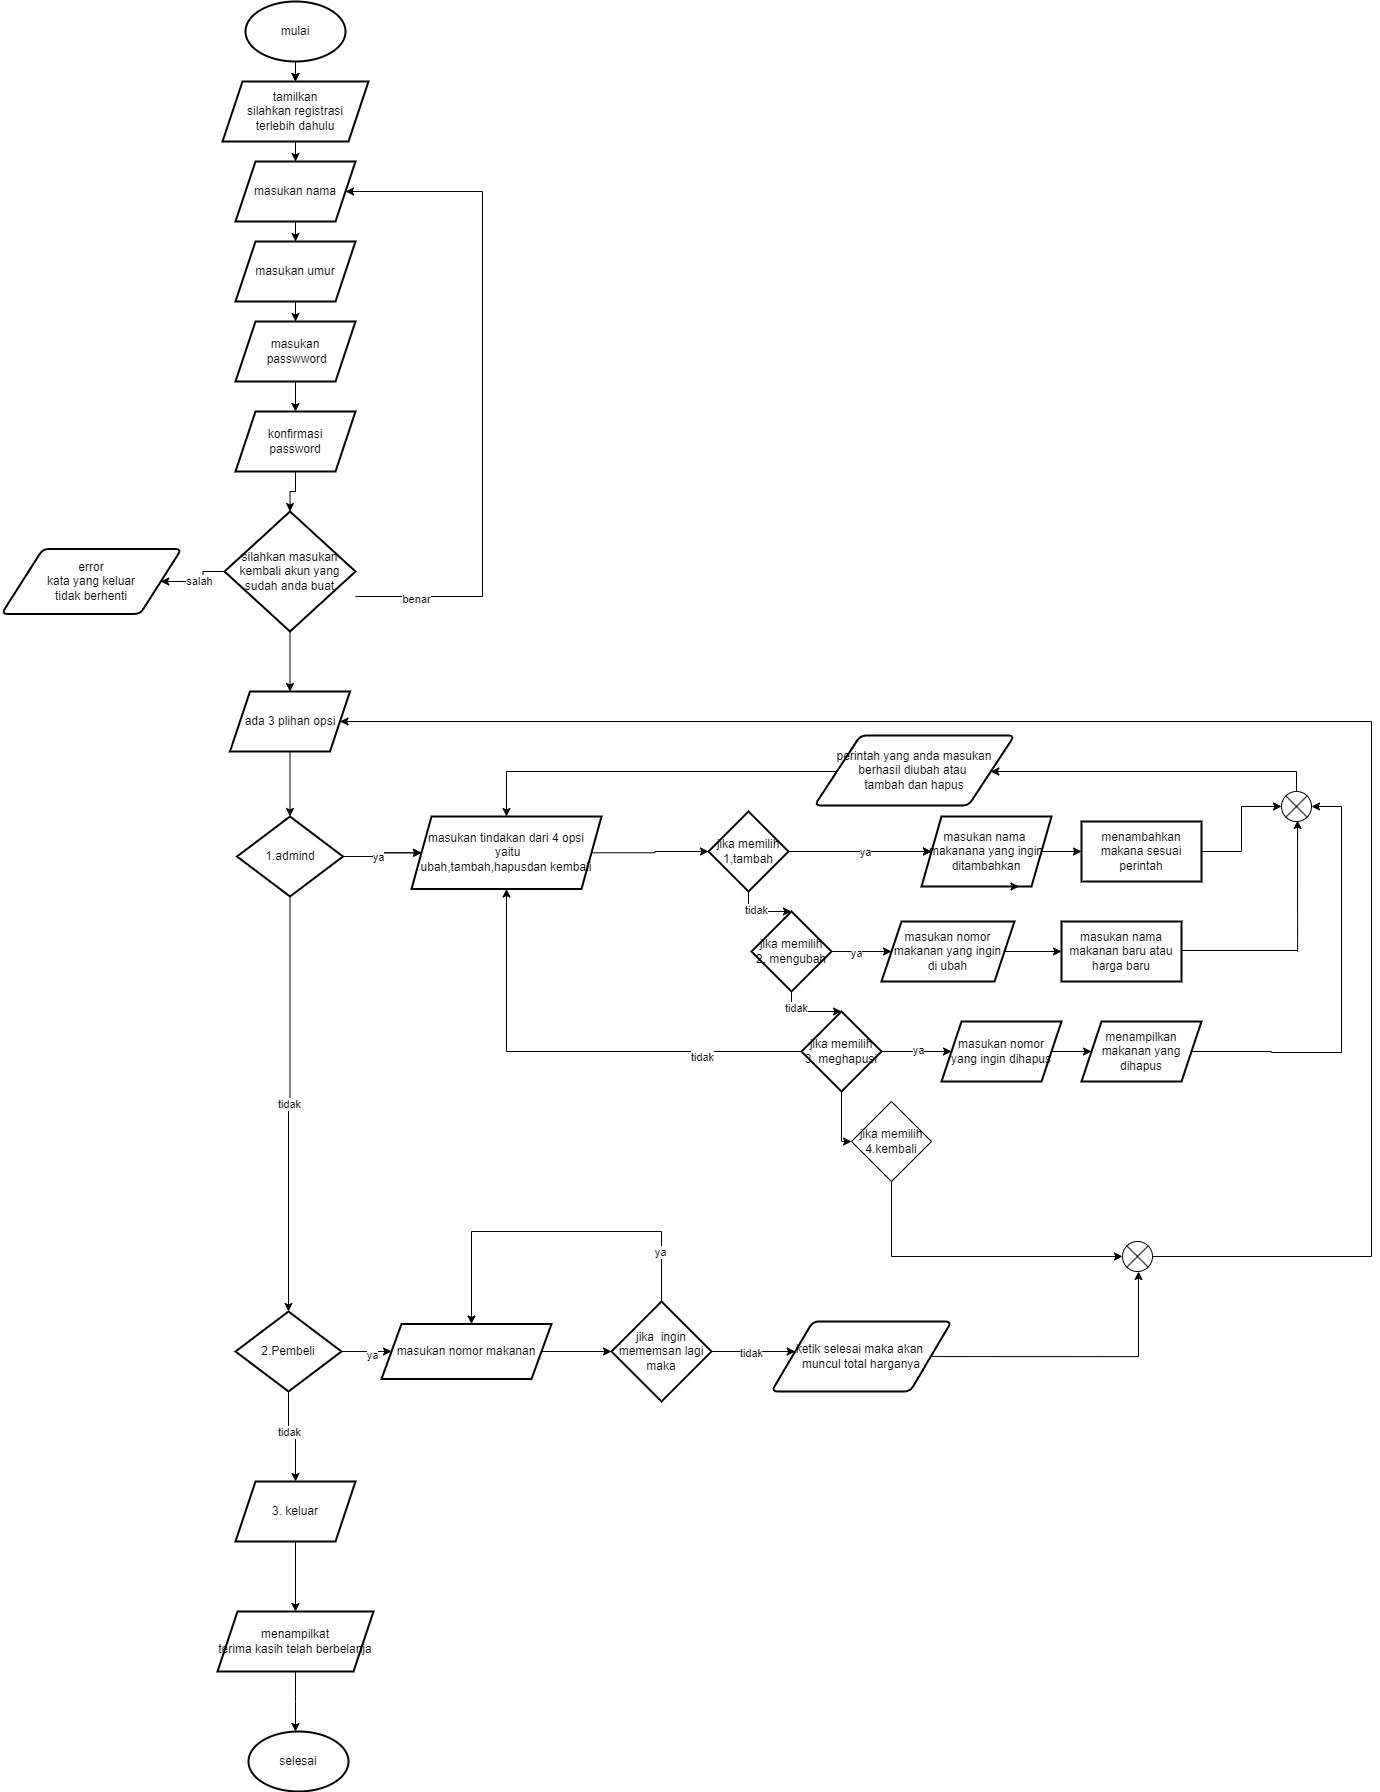 mulai
tamilkan
silahkan registrasi
terlebih dahulu
masukan nama
masukan umur
masukan
passwword
konfirmasi
password
silahkan masukan
kembali akun yang
sudah anda buat
error
kata yang keluar
tidak berhenti
salah
benar
ada 3 plihan opsi
perintah yang anda masukan
berhasil diubah atau
tambah dan hapus
1.admind
ya
masukan tindakan dari 4 opsi
yaitu
ubah,tambah,hapusdan kembali
jika memilih
1,tambah
ya
masukan nama
makanana yang ingin
ditambahkan
menambahkan
makana sesuai
perintah
tidak
jika memilih
2. mengubah
ya
masukan nomor
makanan yang ingin
di ubah
masukan nama
makanan baru atau
harga baru
tidak
jika memilih
3. meghapusi
ya
masukan nomor
yang ingin dihapus
menampilkan
makanan yang
dihapus
tidak
tidak
jika memilih
4.kembali
ya
2.Pembeli
ya
masukan nomor makanan
jika  ingin
mememsan lagi
maka
tidak
ketik selesai maka akan
muncul total harganya
tidak
3. keluar
menampilkat
terima kasih telah berbelanja
selesai